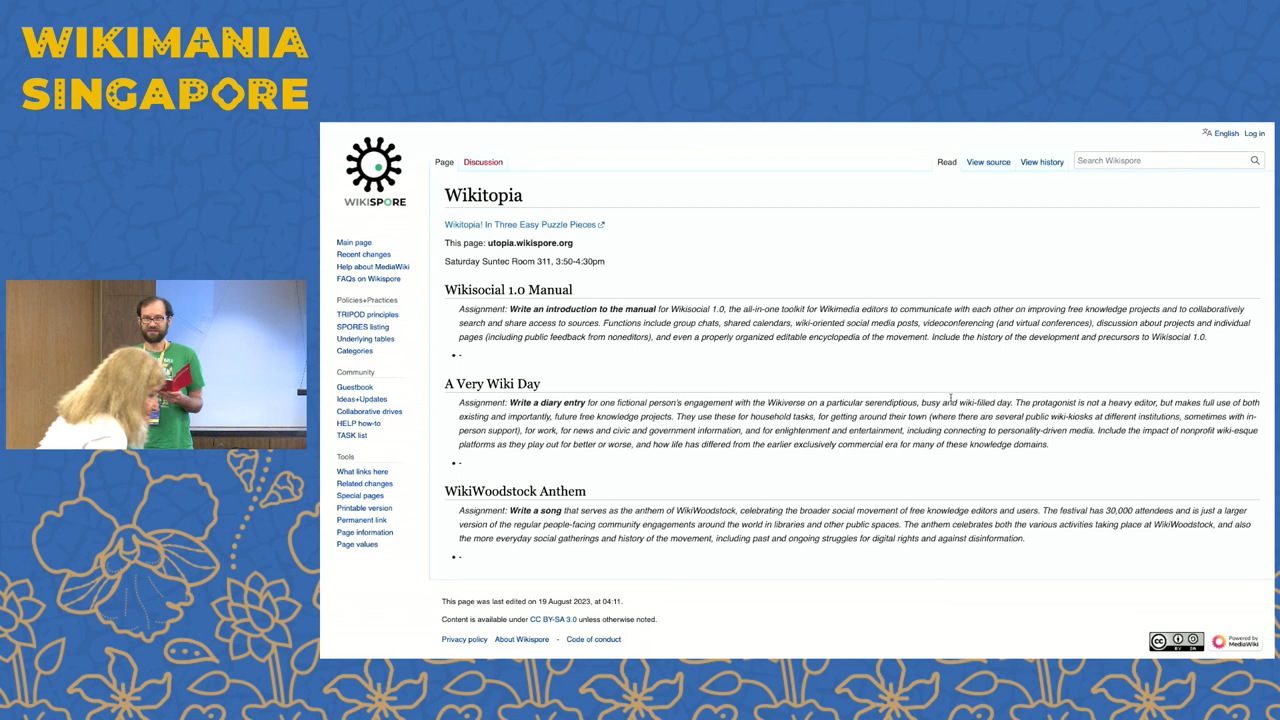 WIKIMANIA
SINGAPORE
English Log in
WIKISPORE
Page Discussion
Read View source View history
Search Wikispore
Wikitopia
Wikitopia! In Three Easy Puzzle Pieces
This page: utopia.wikispore.org
Saturday Suntec Room 311, 3:50-4:30pm
Wikisocial 1.0 Manual
Assignment: Write an introduction to the manual for Wikisocial 1.0, the all-in-one toolkit for Wikimedia editors to communicate with each other on improving free knowledge projects and to collaboratively
search and share access to sources. Functions include group chats, shared calendars, wiki-oriented social media posts, videoconferencing (and virtual conferences), discussion about projects and individual
pages (including public feedback from noneditors), and even a properly organized editable encyclopedia of the movement. Include the history of the development and precursors to Wikisocial 1.0.
• -
A Very Wiki Day
Assignment: Write a diary entry for one fictional person's engagement with the Wikiverse on a particular serendipitous, busy and wiki-filled day. The protagonist is not a heavy editor, but makes full use of both
existing and importantly, future free knowledge projects. They use these for household tasks, for getting around their town (where there are several public wiki-kiosks at different institutions, sometimes with in-
person support), for work, for news and civic and government information, and for enlightenment and entertainment, including connecting to personality-driven media. Include the impact of nonprofit wiki-esque
platforms as they play out for better or worse, and how life has differed from the earlier exclusively commercial era for many of these knowledge domains.
• -
WikiWoodstock Anthem
Assignment: Write a song that serves as the anthem of WikiWoodstock, celebrating the broader social movement of free knowledge editors and users. The festival has 30,000 attendees and is just a larger
version of the regular people-facing community engagements around the world in libraries and other public spaces. The anthem celebrates both the various activities taking place at WikiWoodstock, and also
the more everyday social gatherings and history of the movement, including past and ongoing struggles for digital rights and against disinformation.
• -
Main page
Recent changes
Help about MediaWiki
FAQs on Wikispore
Policies+Practices
TRIPOD principles
SPORES listing
Underlying tables
Categories
Community
Guestbook
Ideas+Updates
Collaborative drives
HELP how-to
TASK list
Tools
What links here
Related changes
Special pages
Printable version
Permanent link
Page information
Page values
This page was last edited on 19 August 2023, at 04:11.
Content is available under CC BY-SA 3.0 unless otherwise noted.
Privacy policy About Wikispore - Code of conduct
CC BY SA
Powered by
MediaWiki